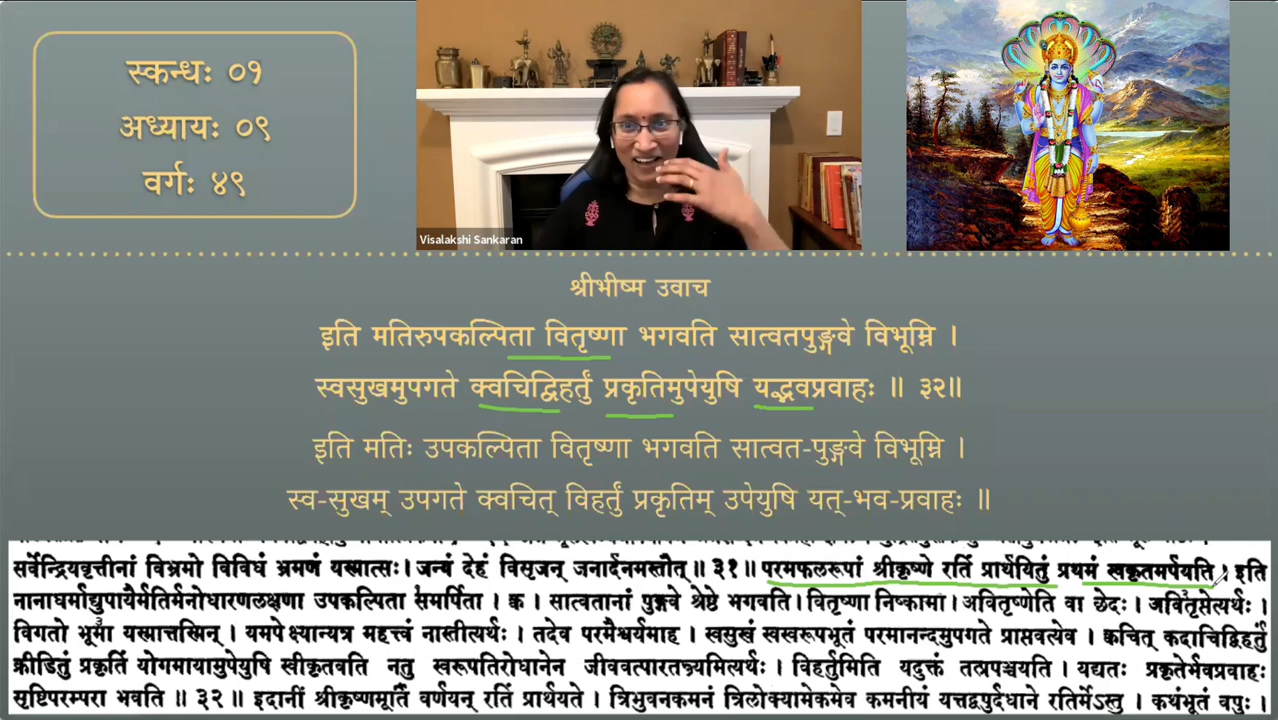 स्कन्धः ०१
अध्यायः ०९
वर्गः ४९
Visalakshi Sankaran
श्रीभीष्म उवाच
इति मतिरुपकल्पिता वितृष्णा भगवति सात्वतपुङ्गवे विभूम्नि ।
स्वसुखमुपगते क्वचिद्विहर्तुं प्रकृतिमुपेयुषि यद्भवप्रवाहः ॥ ३२॥
इति मतिः उपकल्पिता वितृष्णा भगवति सात्वत-पुङ्गवे विभूम्नि ।
स्व-सुखम् उपगते क्वचित् विहर्तुं प्रकृतिम् उपेयुषि यत्-भव-प्रवाहः ॥
सर्वेन्द्रियवृत्तीनां विभ्रमो विविधं भ्रमणं यस्मात्सः। जन्यं देहं विसृजन् जनार्दनमस्तौत् ॥ ३१॥ परमफलरूपां श्रीकृष्णे रतिं प्रार्थयितुं प्रथमं स्वकृतमर्पयति। इति
नानाधर्माद्युपायैर्मतिर्मनोधारणलक्षणा उपकल्पिता समर्पिता । क्व । सात्वतानां पुङ्गवे श्रेष्ठे भगवति। वितृष्णा निष्कामा। अवितृष्णेति वा छेदः। अवितृप्तेत्यर्थः।
विगतो भूमा यस्मात्तस्मिन् । यमपेक्ष्यान्यत्र महत्त्वं नास्तीत्यर्थः । तदेव परमैश्वर्यमाह । स्वसुखं स्वस्वरूपभूतं परमानन्दमुपगते प्राप्तवत्येव । क्वचित् कदाचिद्विहर्तुं
क्रीडितुं प्रकृतिं योगमायामुपेयुषि स्वीकृतवति नतु स्वरूपतिरोधानेन जीववत्पारतन्त्र्यमित्यर्थः । विहर्तुमिति यदुक्तं तत्प्रपञ्चयति । यद्यतः प्रकृतेर्भवप्रवाहः
सृष्टिपरम्परा भवति ॥ ३२॥ इदानीं श्रीकृष्णमूर्तिं वर्णयन् रतिं प्रार्थयते । त्रिभुवनकमनं त्रिलोक्यामेकमेव कमनीयं यत्तद्वपुर्दधाने रतिर्मेऽस्तु । कथंभूतं वपुः ।